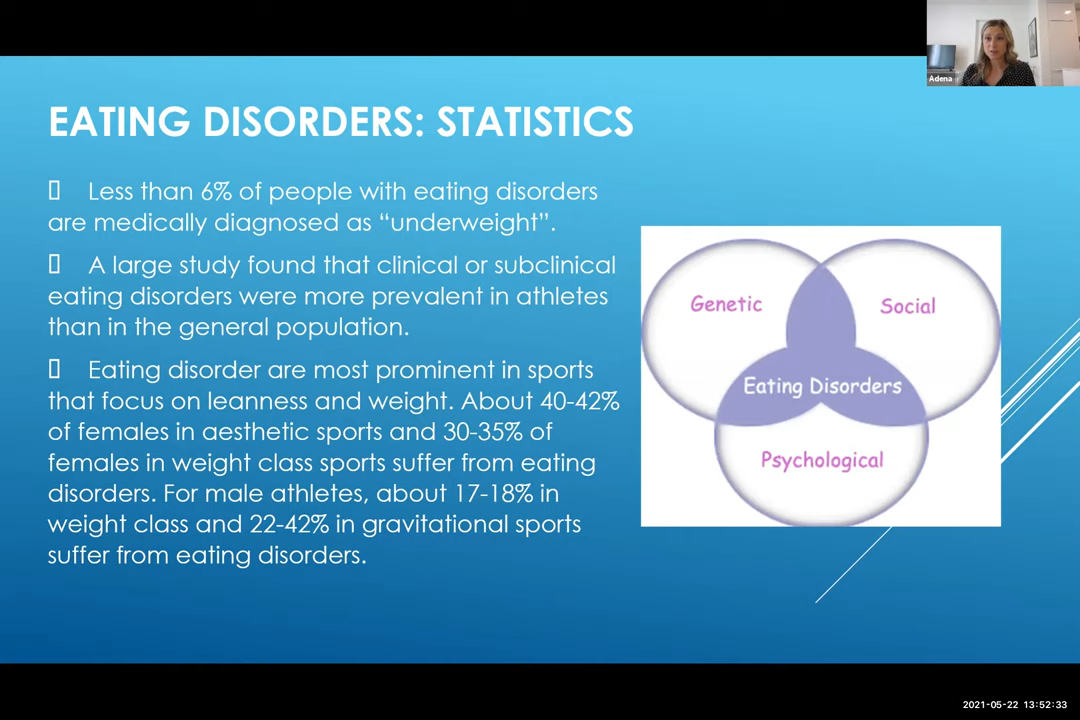 Adena
EATING DISORDERS: STATISTICS
Less than 6% of people with eating disorders
are medically diagnosed as “underweight”.
A large study found that clinical or subclinical
eating disorders were more prevalent in athletes
than in the general population.
Eating disorder are most prominent in sports
that focus on leanness and weight. About 40-42%
of females in aesthetic sports and 30-35% of
females in weight class sports suffer from eating
disorders. For male athletes, about 17-18% in
weight class and 22-42% in gravitational sports
suffer from eating disorders.
Genetic
Social
Eating Disorders
Psychological
2021-05-22 13:52:33